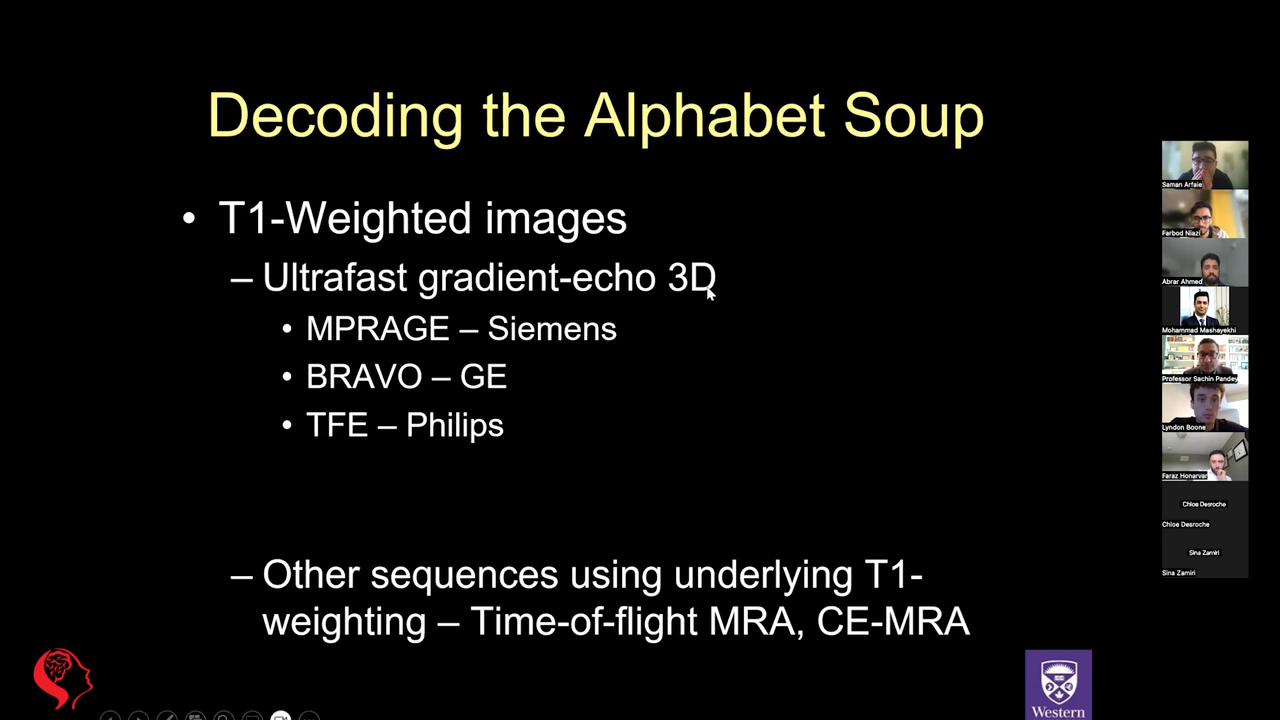 Decoding the Alphabet Soup
• T1-Weighted images
– Ultrafast gradient-echo 3D
• MPRAGE – Siemens
• BRAVO – GE
• TFE – Philips
– Other sequences using underlying T1-
weighting – Time-of-flight MRA, CE-MRA
Western
Saman Arfaie
Farbod Niazi
Abrar Ahmed
Mohammad Mashayekhi
Professor Sachin Pandey
Lyndon Boone
Faraz Honarvar
Chloe Desroche
Chloe Desroche
Sina Zamiri
Sina Zamiri